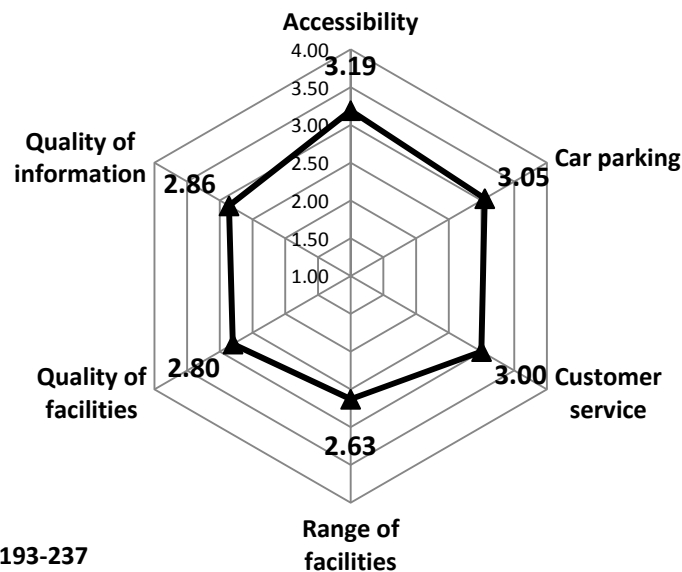 Accessibility
4.00
3.19
3.50
3.00
2.50
2.00
1.50
1.00
Quality of
information
2.86
Car parking
3.05
Quality of
facilities
2.80
Customer
service
3.00
2.63
Range of
facilities
193-237